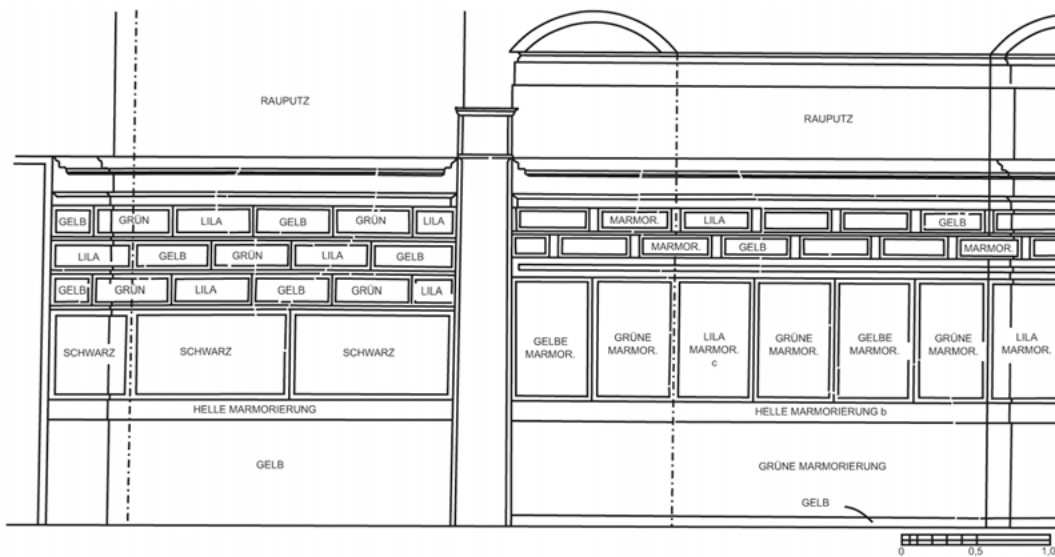 RAUPUTZ
RAUPUTZ
GELB GRÜN LILA GELB GRÜN LILA
LILA GELB GRÜN LILA GELB
GELB GRÜN LILA GELB GRÜN LILA
SCHWARZ SCHWARZ SCHWARZ
HELLE MARMORIERUNG
GELB
MARMOR. LILA GELB
MARMOR. GELB MARMOR.
GELBE
MARMOR.
GRÜNE
MARMOR.
LILA
MARMOR.
c
GRÜNE
MARMOR.
GELBE
MARMOR.
GRÜNE
MARMOR.
LILA
MARMOR.
HELLE MARMORIERUNG b
GRÜNE MARMORIERUNG
GELB
0 0,5 1,0